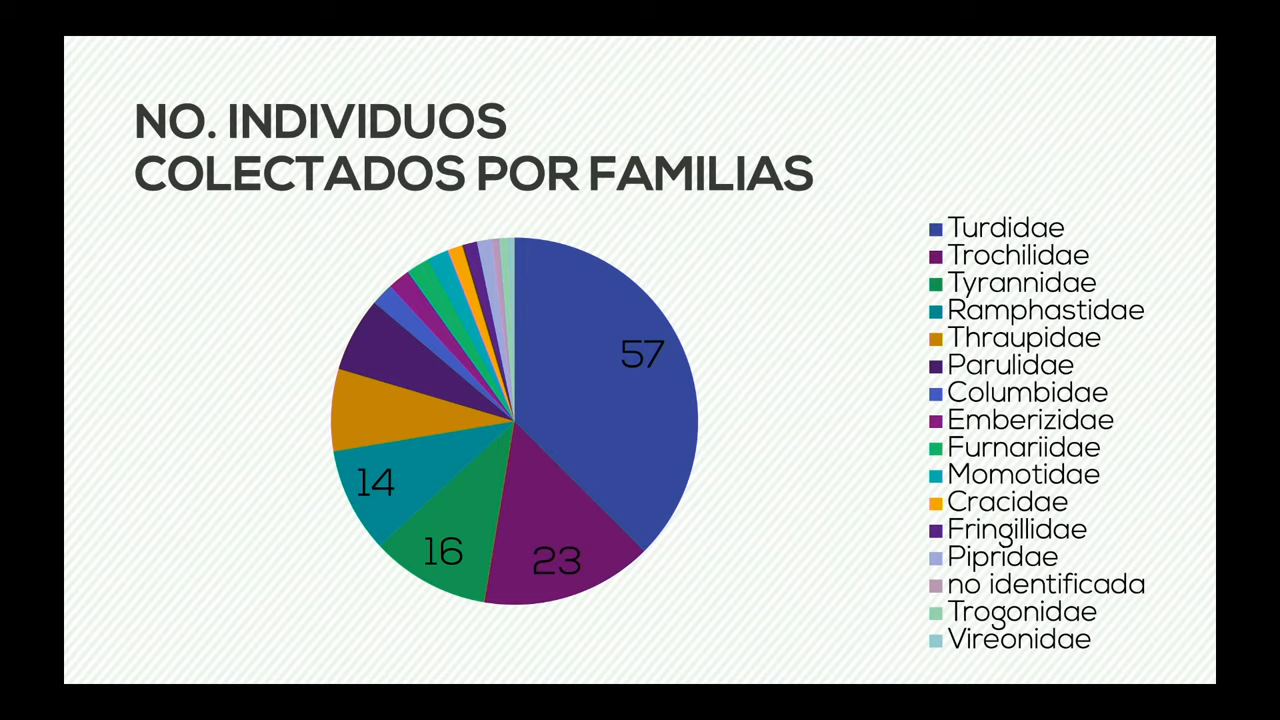 NO. INDIVIDUOS
COLECTADOS POR FAMILIAS
57
23
16
14
Turdidae
Trochilidae
Tyrannidae
Ramphastidae
Thraupidae
Parulidae
Columbidae
Emberizidae
Furnariidae
Momotidae
Cracidae
Fringillidae
Pipridae
no identificada
Trogonidae
Vireonidae